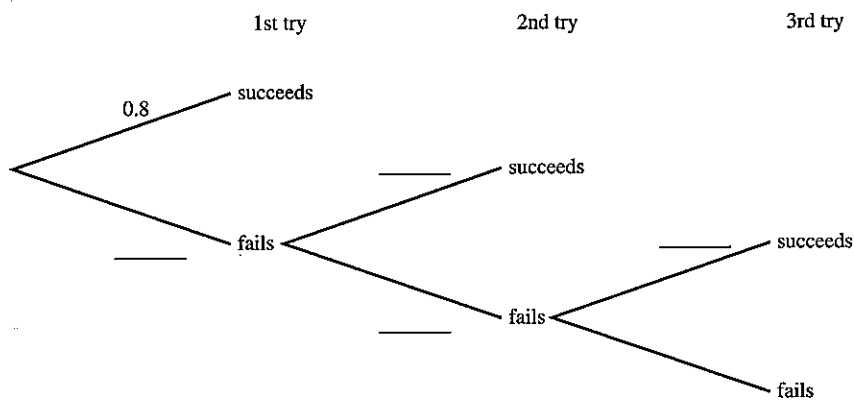 1st try 2nd try 3rd try
succeeds
0.8
succeeds
fails
succeeds
fails
fails